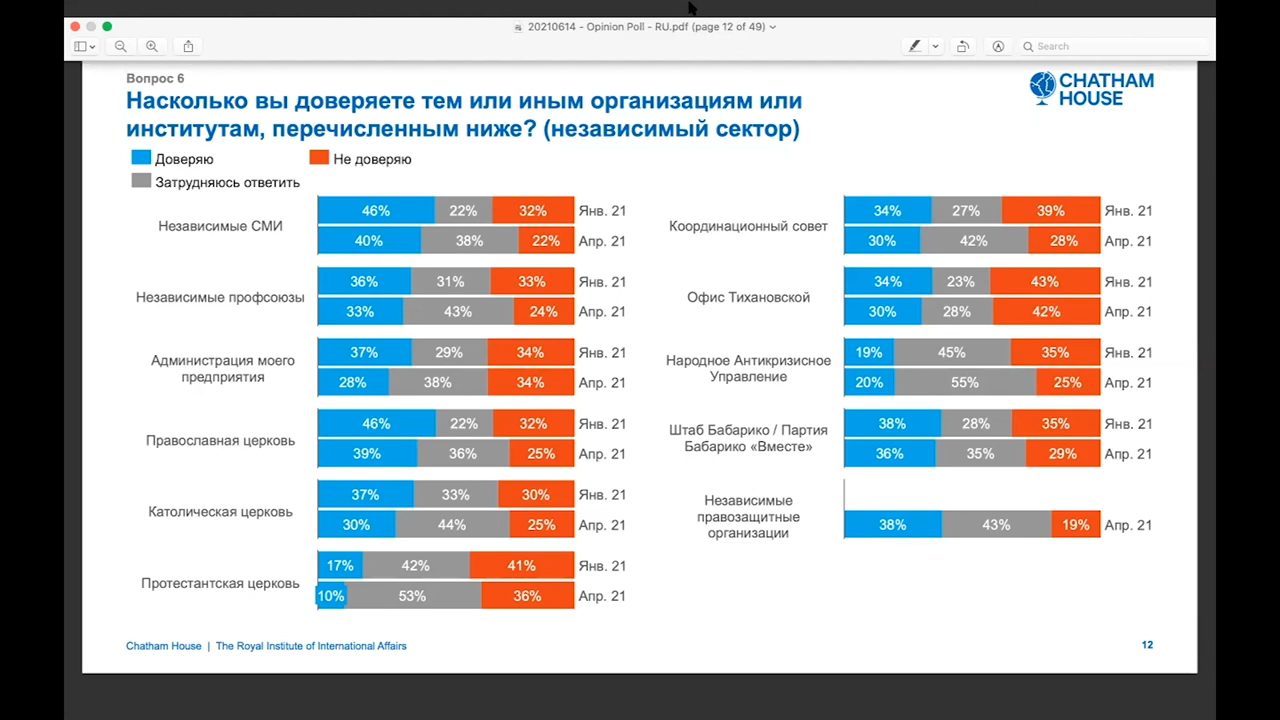 20210614 - Opinion Poll - RU.pdf (page 12 of 49)
Search
Вопрос 6
Насколько вы доверяете тем или иным организациям или
институтам, перечисленным ниже? (независимый сектор)
CHATHAM
HOUSE
Доверяю
Не доверяю
Затрудняюсь ответить
Независимые СМИ
46% 22% 32% Янв. 21
40% 38% 22% Апр. 21
Независимые профсоюзы
36% 31% 33% Янв. 21
33% 43% 24% Апр. 21
Администрация моего
предприятия
37% 29% 34% Янв. 21
28% 38% 34% Апр. 21
Православная церковь
46% 22% 32% Янв. 21
39% 36% 25% Апр. 21
Католическая церковь
37% 33% 30% Янв. 21
30% 44% 25% Апр. 21
Протестантская церковь
17% 42% 41% Янв. 21
10% 53% 36% Апр. 21
Координационный совет
34% 27% 39% Янв. 21
30% 42% 28% Апр. 21
Офис Тихановской
34% 23% 43% Янв. 21
30% 28% 42% Апр. 21
Народное Антикризисное
Управление
19% 45% 35% Янв. 21
20% 55% 25% Апр. 21
Штаб Бабарико / Партия
Бабарико «Вместе»
38% 28% 35% Янв. 21
36% 35% 29% Апр. 21
Независимые
правозащитные
организации
38% 43% 19% Апр. 21
Chatham House | The Royal Institute of International Affairs
12